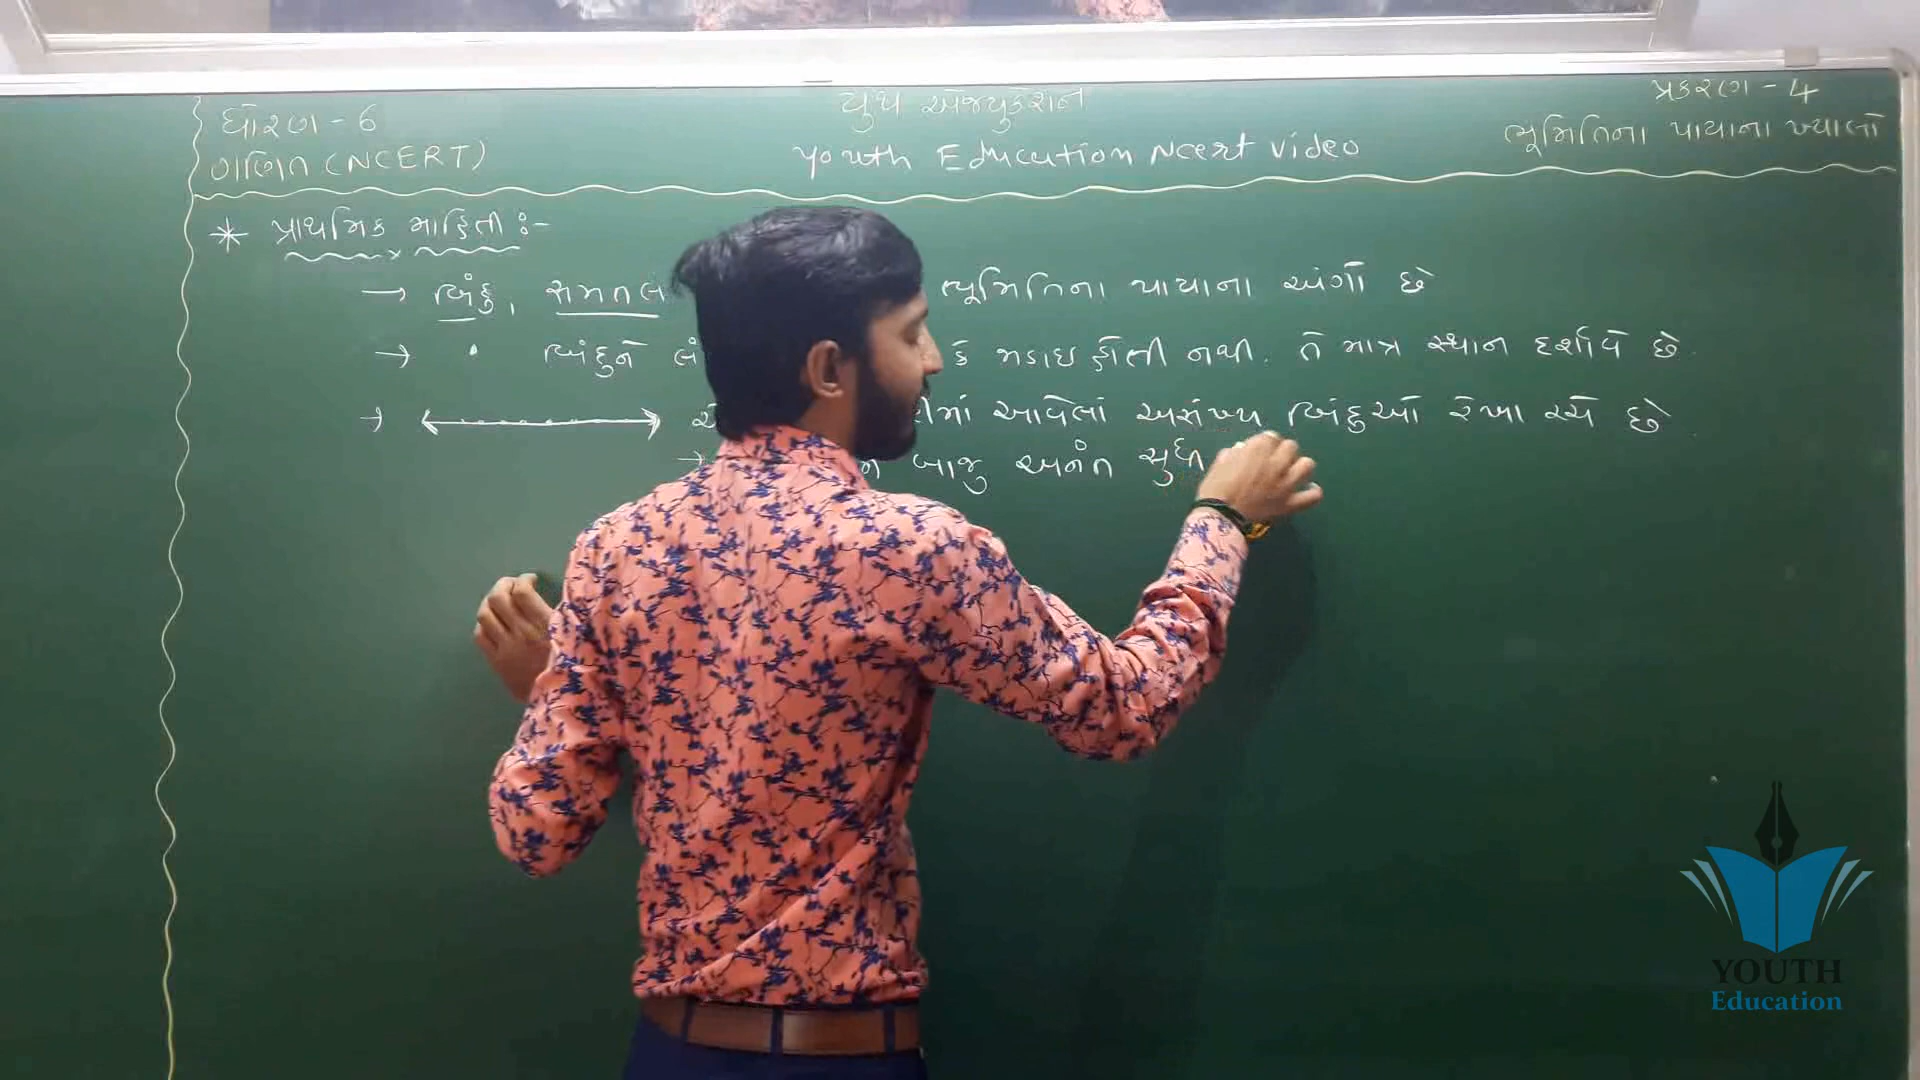 ધોરણ - 6
ગણિત (NCERT)
યુથ એજ્યુકેશન
Youth Education Ncert video
પ્રકરણ - 4
ભૂમિતિના પાયાના ખ્યાલો
* પ્રાથમિક માહિતી :-
→ બિંદુ, સમતલ ભૂમિતિના પાયાના અંગો છે
→ બિંદુને કે જાડાઇ હોતી નથી. તે માત્ર સ્થાન દર્શાવે છે.
→ આવેલાં અસંખ્ય બિંદુઓ રેખા રચે છે.
→ બાજુ અનંત સુધી
YOUTH
Education